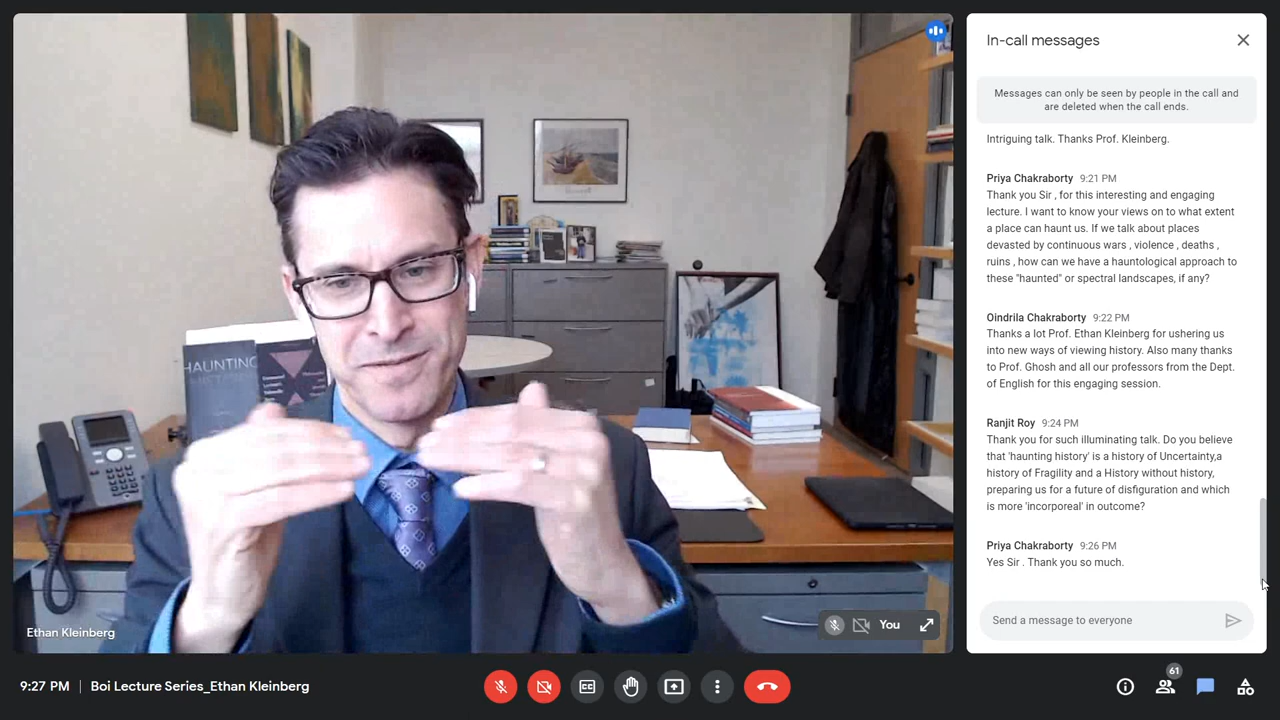 HAUNTING
Ethan Kleinberg
You
9:27 PM | Boi Lecture Series_Ethan Kleinberg
In-call messages
Messages can only be seen by people in the call and
are deleted when the call ends.
Intriguing talk. Thanks Prof. Kleinberg.
Priya Chakraborty 9:21 PM
Thank you Sir , for this interesting and engaging
lecture. I want to know your views on to what extent
a place can haunt us. If we talk about places
devasted by continuous wars , violence , deaths ,
ruins , how can we have a hauntological approach to
these "haunted" or spectral landscapes, if any?
Oindrila Chakraborty 9:22 PM
Thanks a lot Prof. Ethan Kleinberg for ushering us
into new ways of viewing history. Also many thanks
to Prof. Ghosh and all our professors from the Dept.
of English for this engaging session.
Ranjit Roy 9:24 PM
Thank you for such illuminating talk. Do you believe
that 'haunting history' is a history of Uncertainty,a
history of Fragility and a History without history,
preparing us for a future of disfiguration and which
is more 'incorporeal' in outcome?
Priya Chakraborty 9:26 PM
Yes Sir . Thank you so much.
Send a message to everyone
61